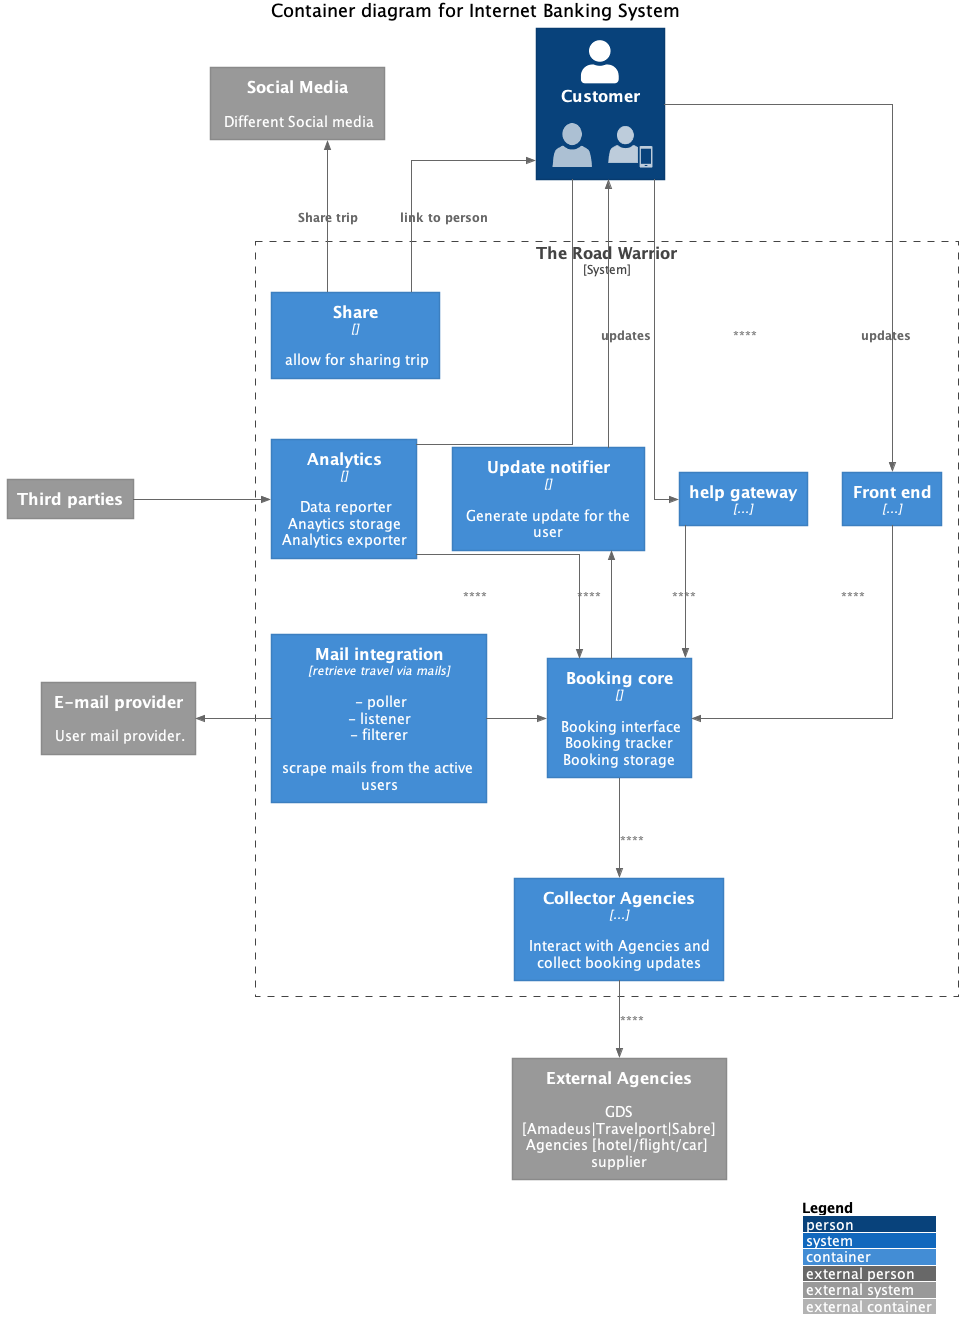 Container diagram for Internet Banking System
Social Media
Different Social media
Customer
Share trip
link to person
The Road Warrior
[System]
Share
[]
allow for sharing trip
updates
****
updates
Third parties
Analytics
[]
Data reporter
Anaytics storage
Analytics exporter
Update notifier
[]
Generate update for the
user
help gateway
[...]
Front end
[...]
****
****
****
****
E-mail provider
User mail provider.
Mail integration
[retrieve travel via mails]
- poller
- listener
- filterer
scrape mails from the active
users
Booking core
[]
Booking interface
Booking tracker
Booking storage
****
Collector Agencies
[...]
Interact with Agencies and
collect booking updates
****
External Agencies
GDS
[Amadeus|Travelport|Sabre]
Agencies [hotel/flight/car]
supplier
Legend
person
system
container
external person
external system
external container